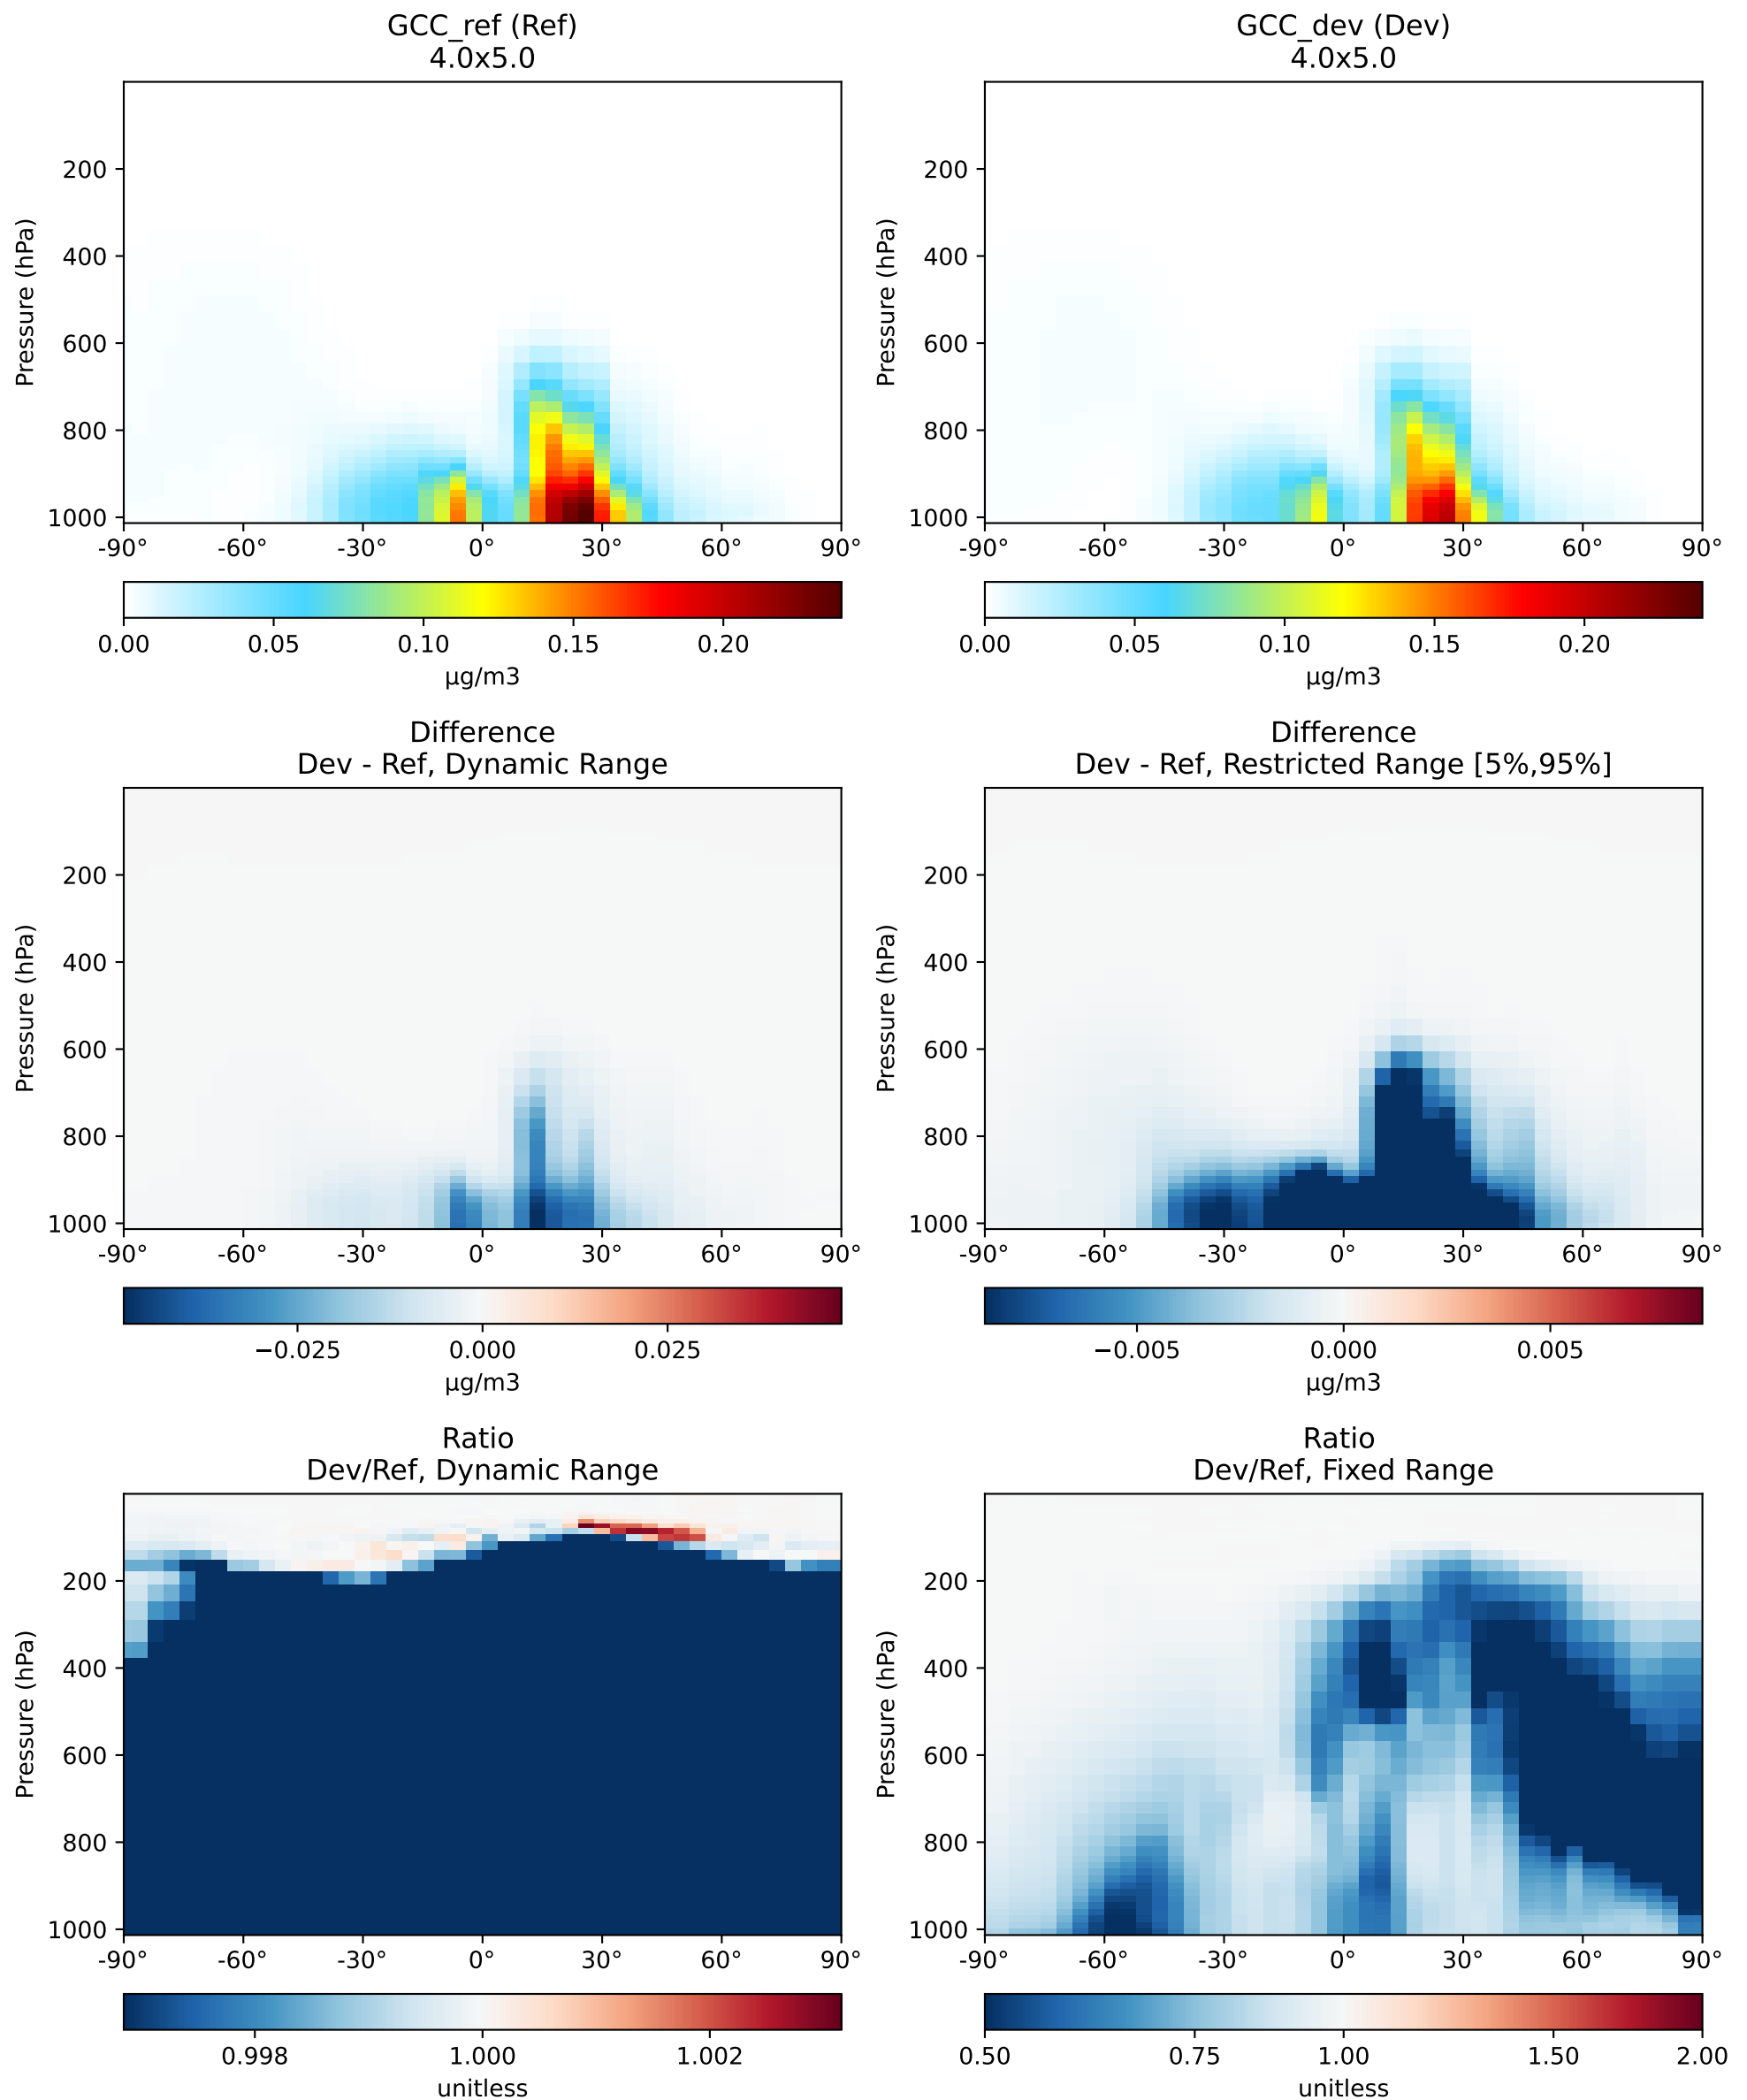 GCC_ref (Ref)
4.0x5.0
Pressure (hPa)
200
400
600
800
1000
-90° -60° -30° 0° 30° 60° 90°
0.00 0.05 0.10 0.15 0.20
μg/m3
GCC_dev (Dev)
4.0x5.0
Pressure (hPa)
200
400
600
800
1000
-90° -60° -30° 0° 30° 60° 90°
0.00 0.05 0.10 0.15 0.20
μg/m3
Difference
Dev - Ref, Dynamic Range
Pressure (hPa)
200
400
600
800
1000
-90° -60° -30° 0° 30° 60° 90°
−0.025 0.000 0.025
μg/m3
Difference
Dev - Ref, Restricted Range [5%,95%]
Pressure (hPa)
200
400
600
800
1000
-90° -60° -30° 0° 30° 60° 90°
−0.005 0.000 0.005
μg/m3
Ratio
Dev/Ref, Dynamic Range
Pressure (hPa)
200
400
600
800
1000
-90° -60° -30° 0° 30° 60° 90°
0.998 1.000 1.002
unitless
Ratio
Dev/Ref, Fixed Range
Pressure (hPa)
200
400
600
800
1000
-90° -60° -30° 0° 30° 60° 90°
0.50 0.75 1.00 1.50 2.00
unitless